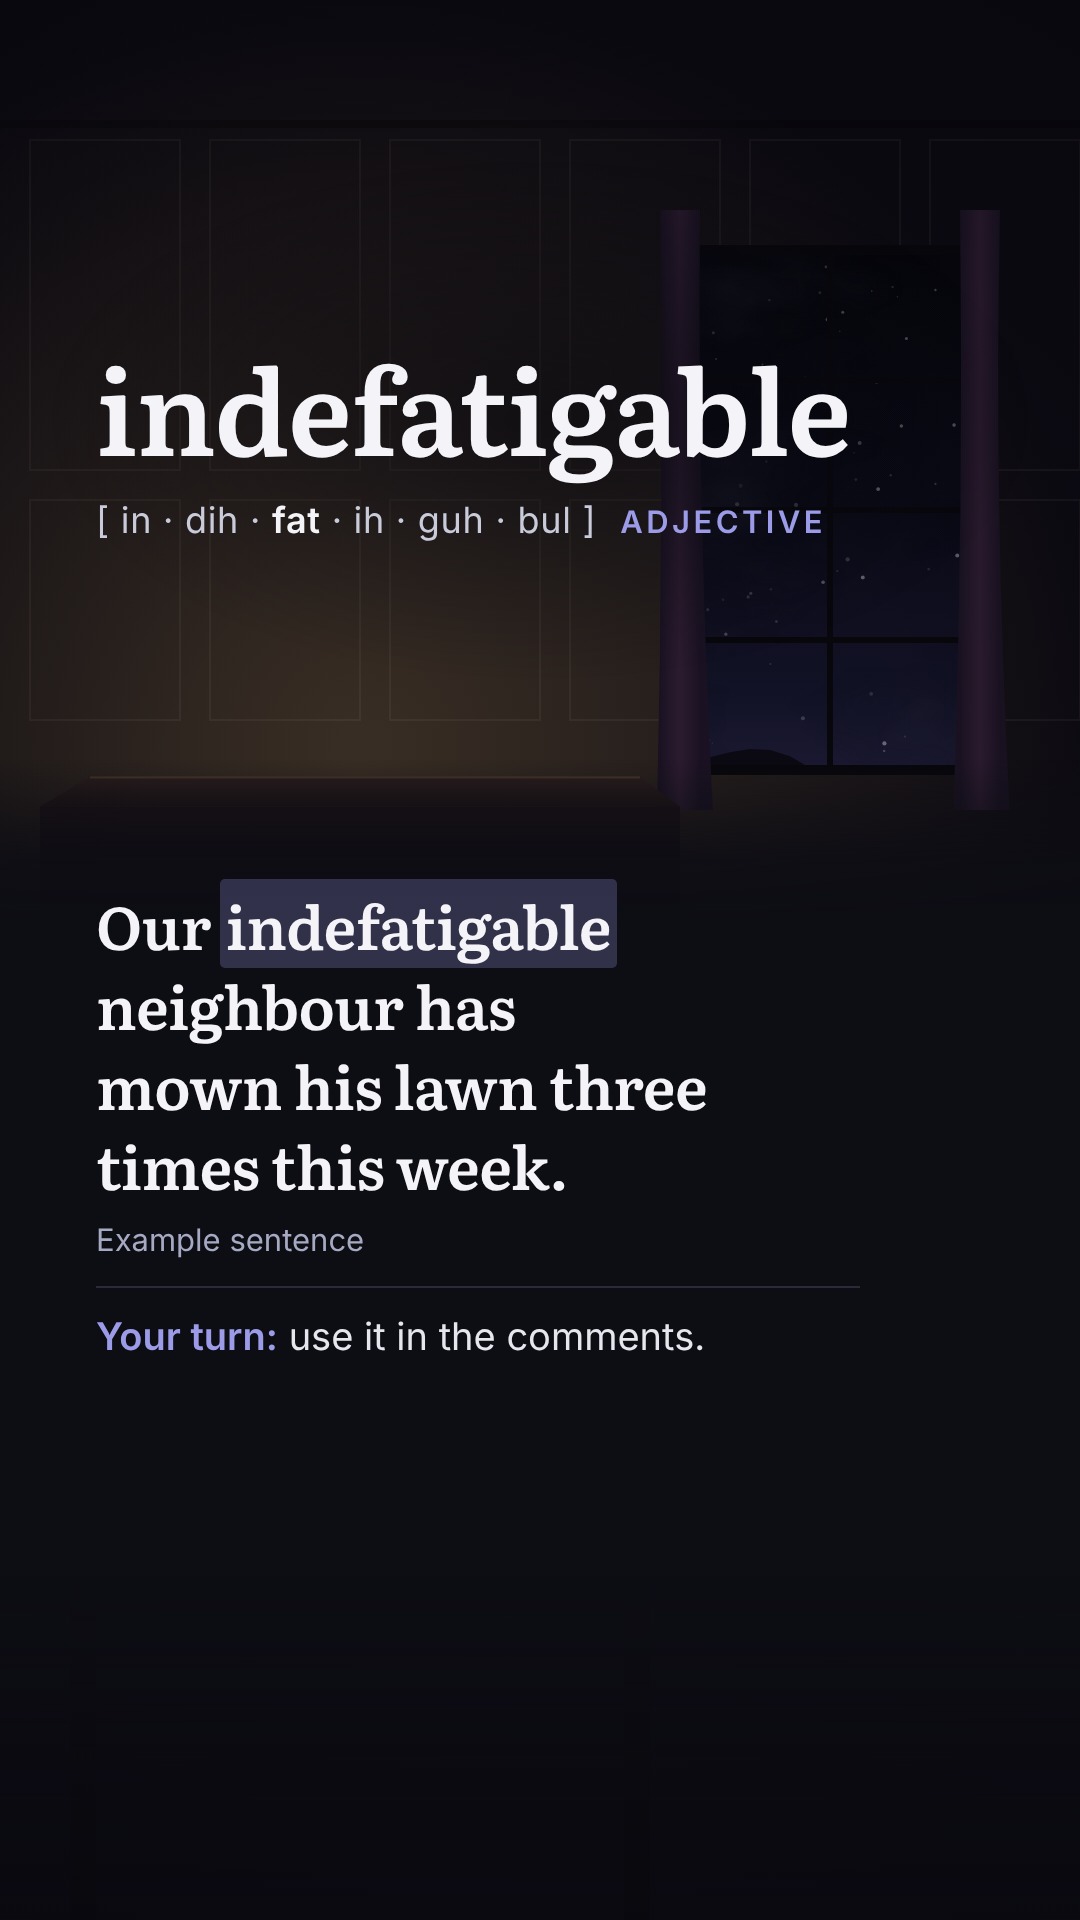 indefatigable
[ in · dih · fat · ih · guh · bul ] ADJECTIVE
Our indefatigable
neighbour has
mown his lawn three
times this week.
Example sentence
Your turn: use it in the comments.